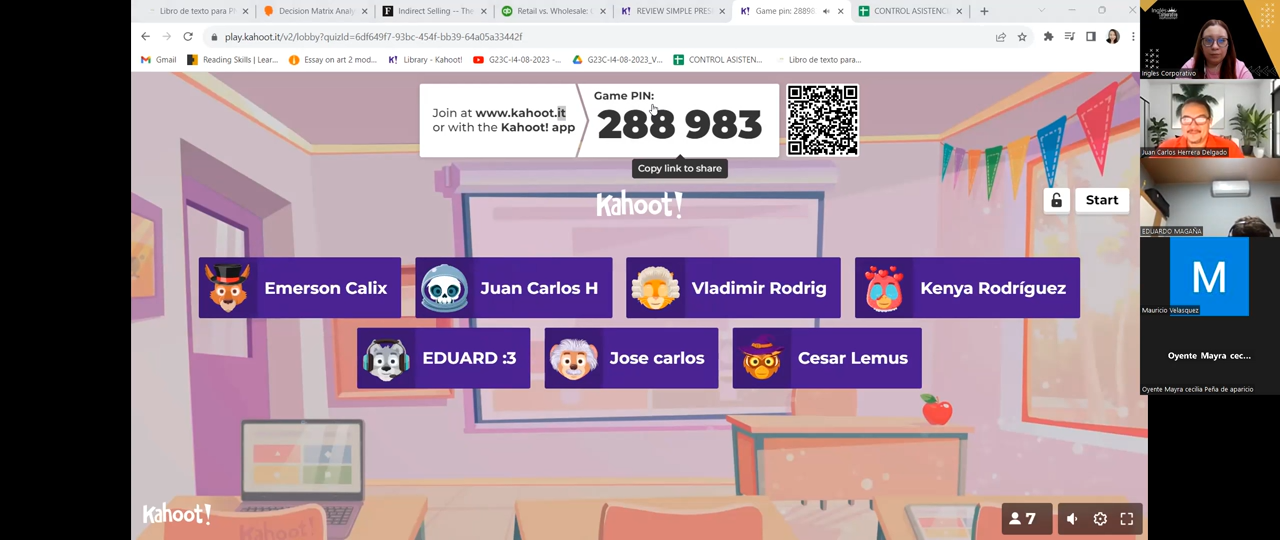 Libro de texto para P
Decision Matrix Anal
Indirect Selling -- The
Retail vs. Wholesale: 
REVIEW SIMPLE PRES
Game pin: 28898
CONTROL ASISTENC
play.kahoot.it/v2/lobby?quizId=6df649f7-93bc-454f-bb39-64a05a33442f
Gmail
Reading Skills | Lear...
Essay on art 2 mod...
Library - Kahoot!
G23C-I4-08-2023 -...
G23C-I4-08-2023_V...
CONTROL ASISTEN...
Libro de texto para...
Join at www.kahoot.it
or with the Kahoot! app
Game PIN:
288 983
Copy link to share
Kahoot!
Start
Emerson Calix
Juan Carlos H
Vladimir Rodrig
Kenya Rodríguez
EDUARD :3
Jose carlos
Cesar Lemus
Kahoot!
7
Inglés
Corporativo
Ingles Corporativo
Juan Carlos Herrera Delgado
EDUARDO MAGAÑA
M
Mauricio Velasquez
Oyente Mayra cec...
Oyente Mayra cecilia Peña de aparicio